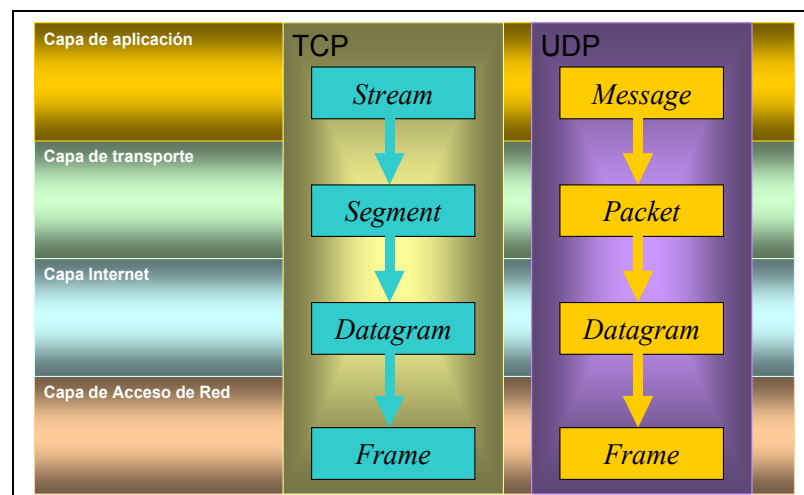 Capa de aplicación
TCP
UDP
Stream
Message
Capa de transporte
Segment
Packet
Capa Internet
Datagram
Datagram
Capa de Acceso de Red
Frame
Frame